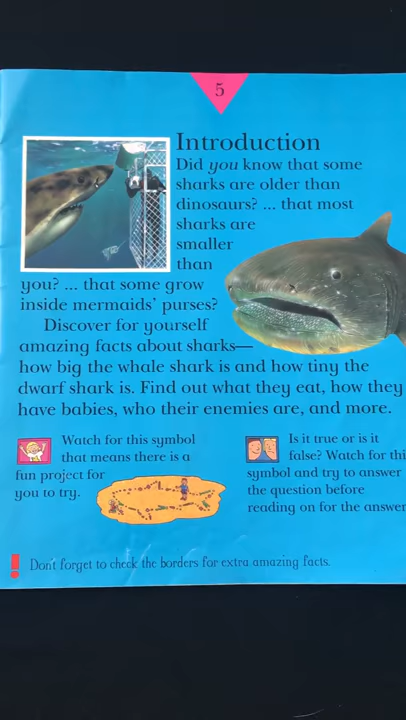 5
Introduction
Did you know that some
sharks are older than
dinosaurs? ... that most
sharks are
smaller
than
you? ... that some grow
inside mermaids' purses?
Discover for yourself
amazing facts about sharks—
how big the whale shark is and how tiny the
dwarf shark is. Find out what they eat, how they
have babies, who their enemies are, and more.
Watch for this symbol
that means there is a
fun project for
you to try.
Is it true or is it
false? Watch for thi
symbol and try to answer
the question before
reading on for the answer
! Don't forget to check the borders for extra amazing facts.